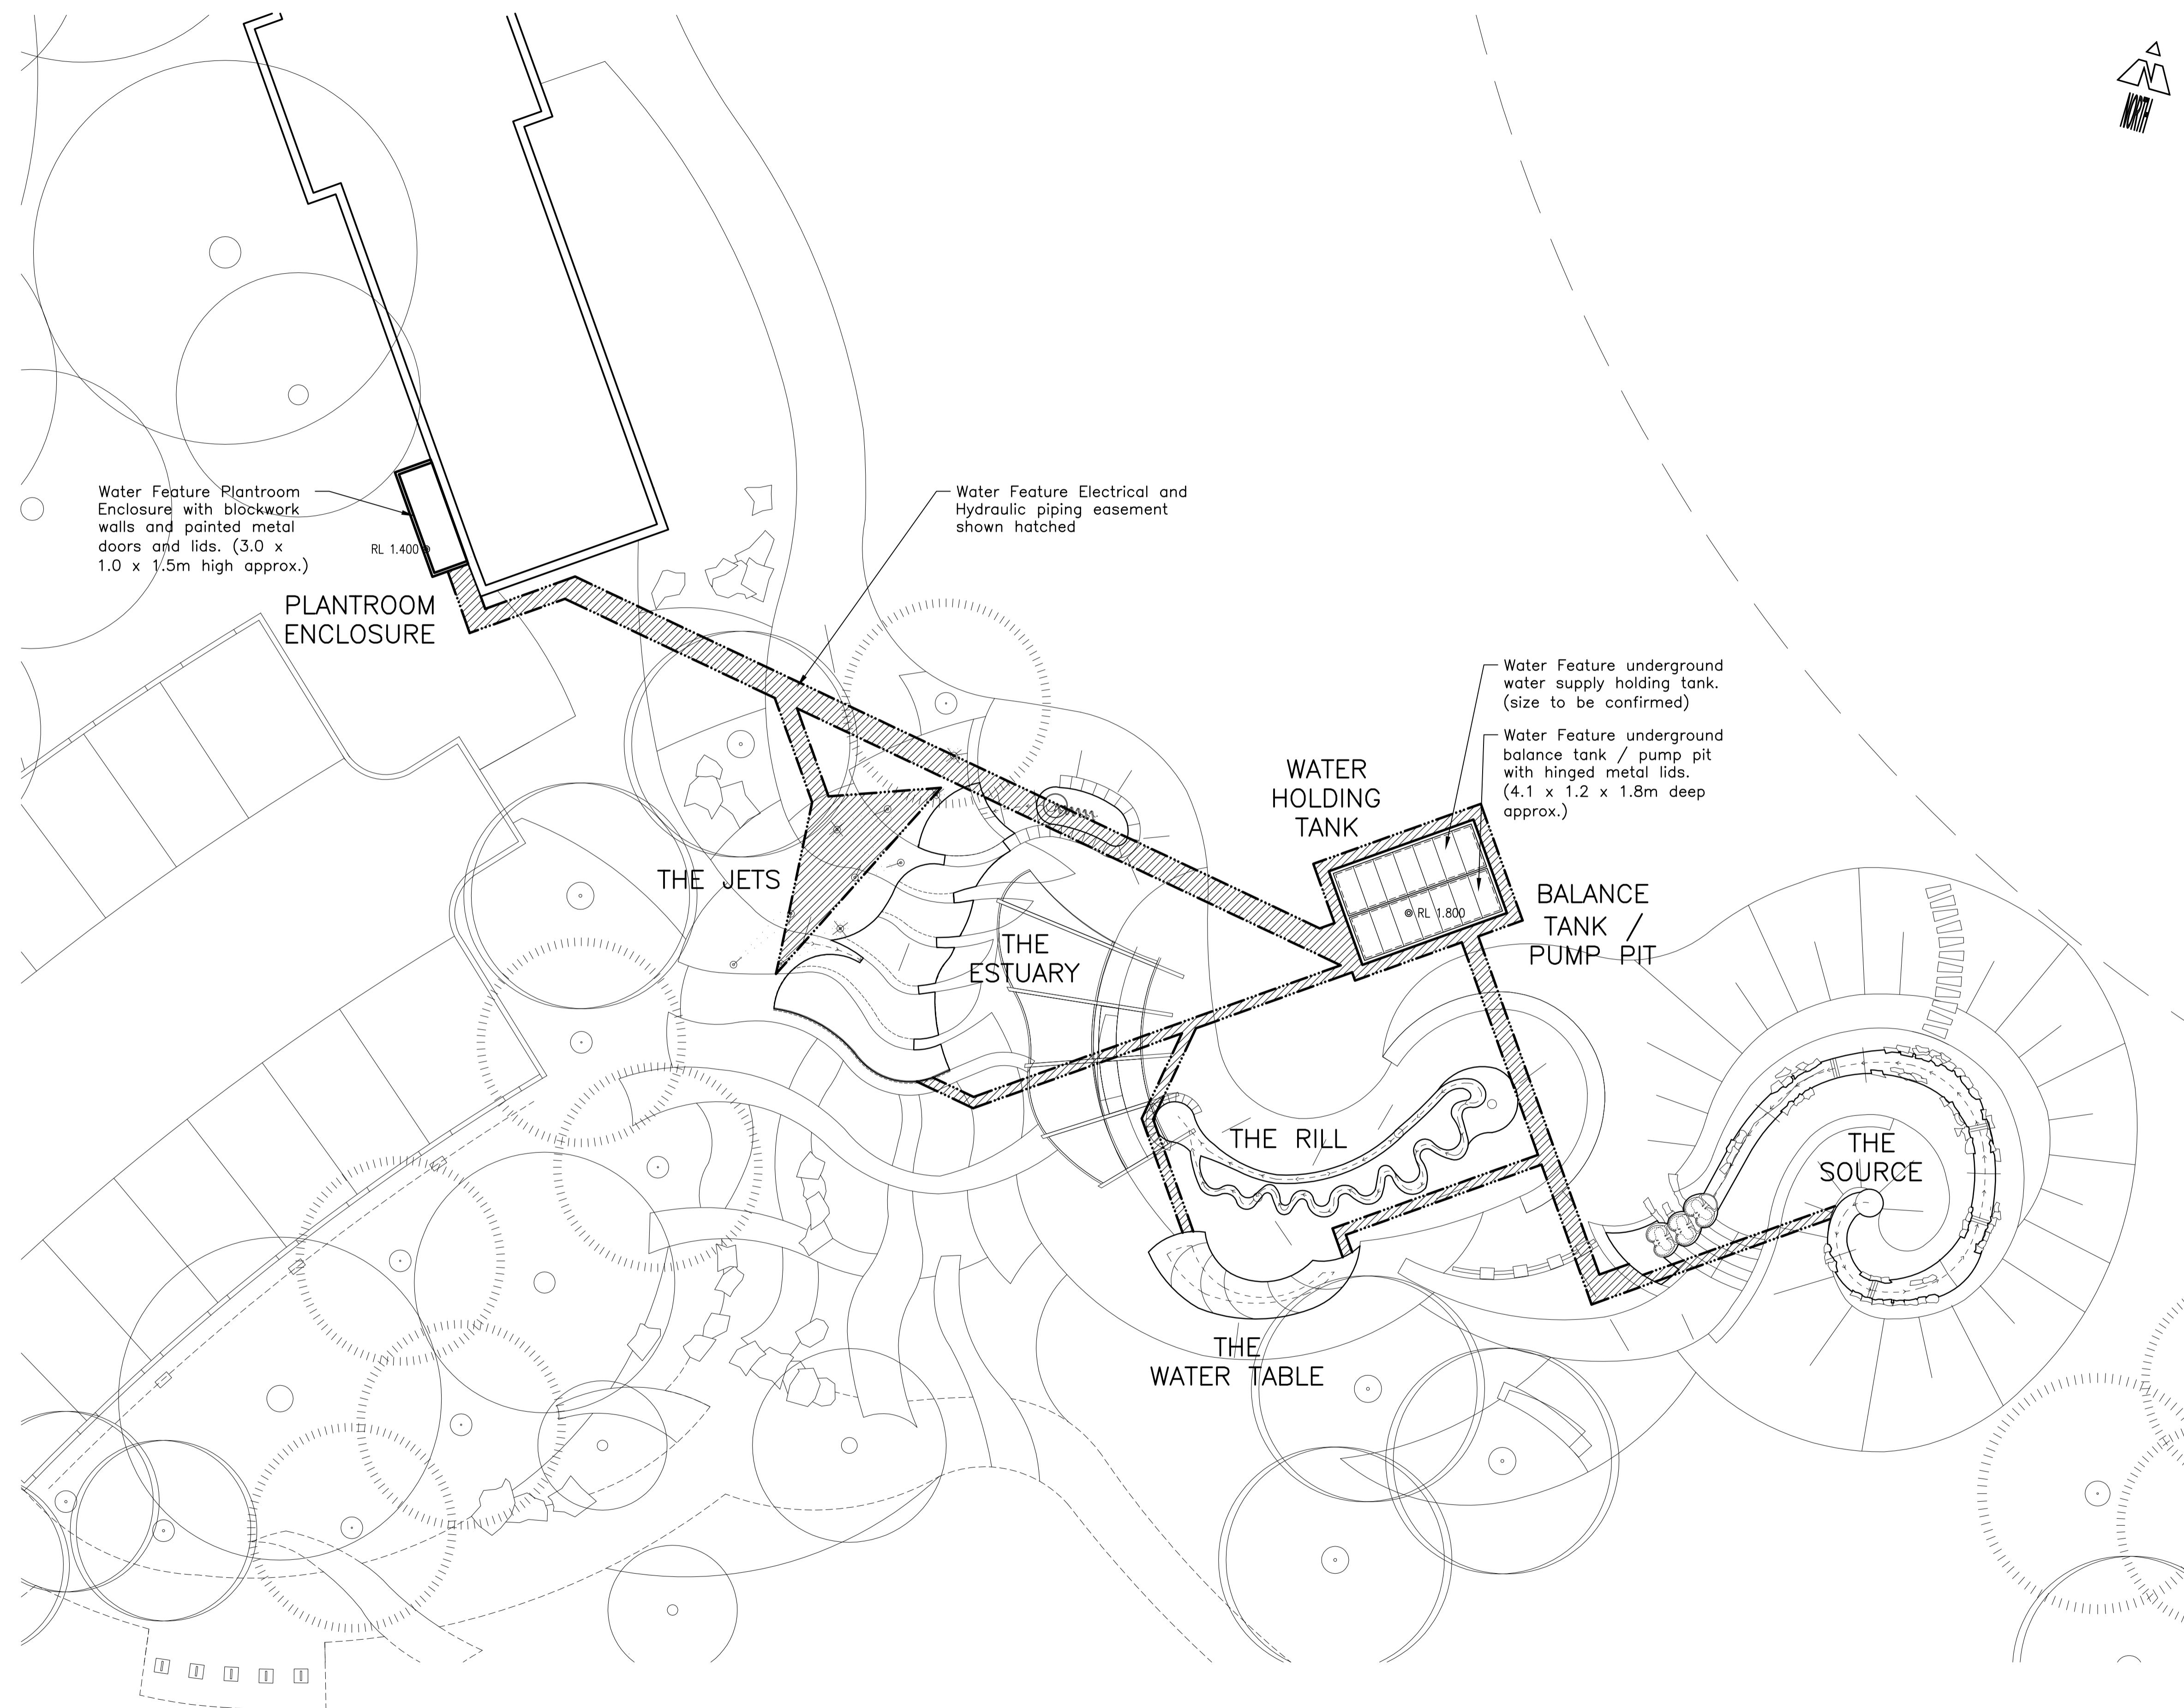 NORTH
Water Feature Plantroom
Enclosure with blockwork
walls and painted metal
doors and lids. (3.0 x
1.0 x 1.5m high approx.)
RL 1.400
PLANTROOM
ENCLOSURE
Water Feature Electrical and
Hydraulic piping easement
shown hatched
Water Feature underground
water supply holding tank.
(size to be confirmed)
Water Feature underground
balance tank / pump pit
with hinged metal lids.
(4.1 x 1.2 x 1.8m deep
approx.)
WATER
HOLDING
TANK
RL 1.800
BALANCE
TANK /
PUMP PIT
THE JETS
THE
ESTUARY
THE RILL
THE
SOURCE
THE
WATER TABLE